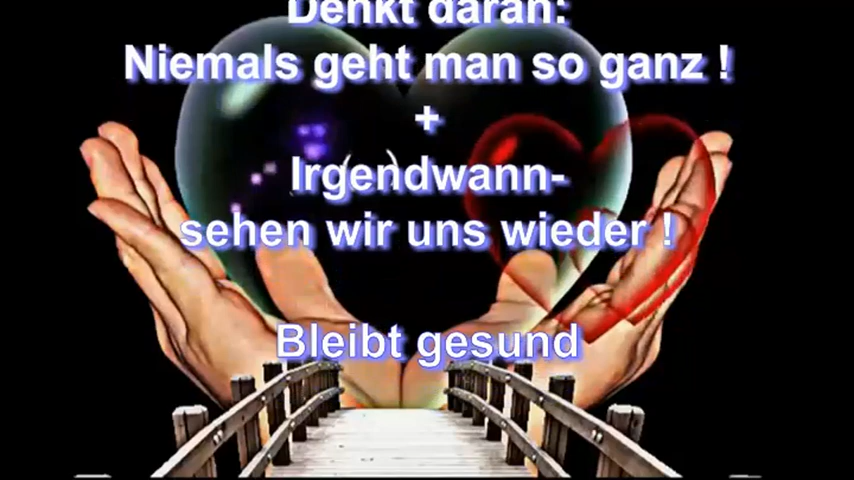 Denkt daran:
Niemals geht man so ganz !
+
Irgendwann-
sehen wir uns wieder !
Bleibt gesund